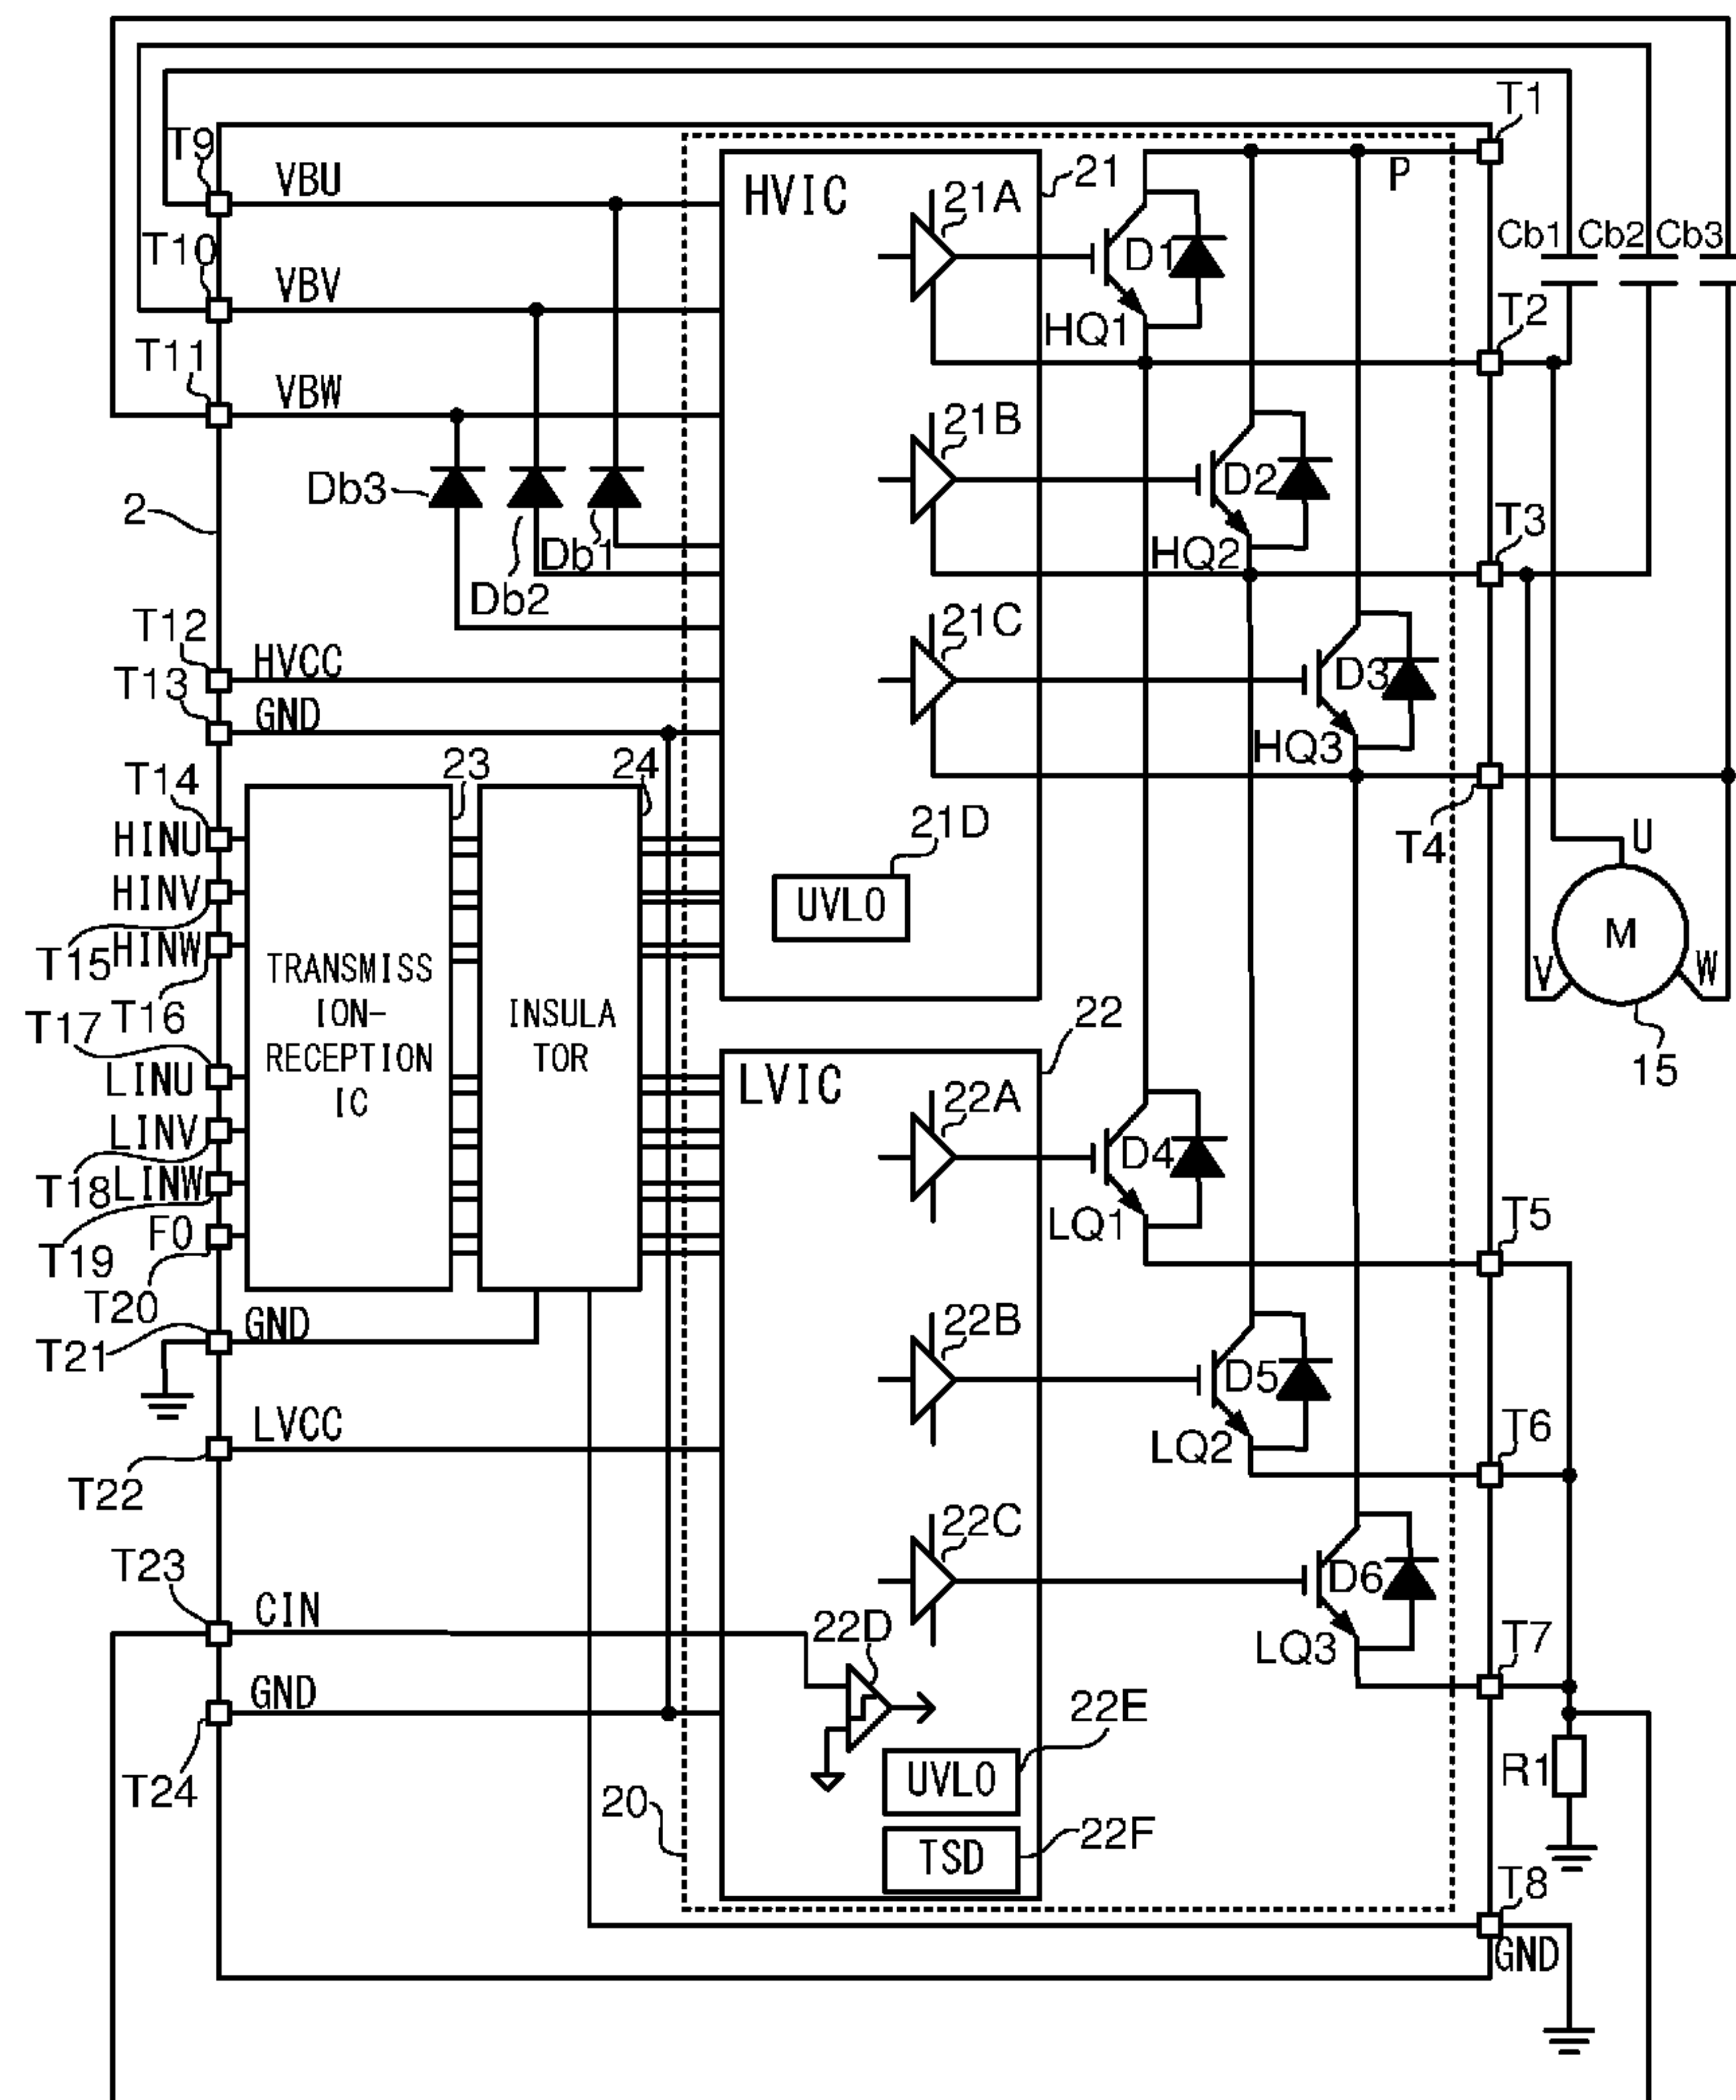 T1
T9
VBU
HVIC
21A
21
P
T10
VBV
D1
Cb1
Cb2
Cb3
HQ1
T2
T11
VBW
21B
Db3
D2
2
Db1
HQ2
T3
Db2
T12
HVCC
21C
T13
GND
D3
HQ3
T14
23
24
HINU
21D
T4
U
HINV
UVLO
M
T15
HINW
TRANSMISS
ION-
RECEPTION
IC
INSULA
TOR
V
W
T16
T17
22
15
LINU
LVIC
22A
LINV
D4
T18
LINW
LQ1
T5
FO
T19
T20
GND
22B
T21
D5
LVCC
LQ2
T6
T22
22C
T23
CIN
D6
22D
LQ3
T7
GND
22E
T24
UVLO
R1
20
TSD
22F
T8
GND